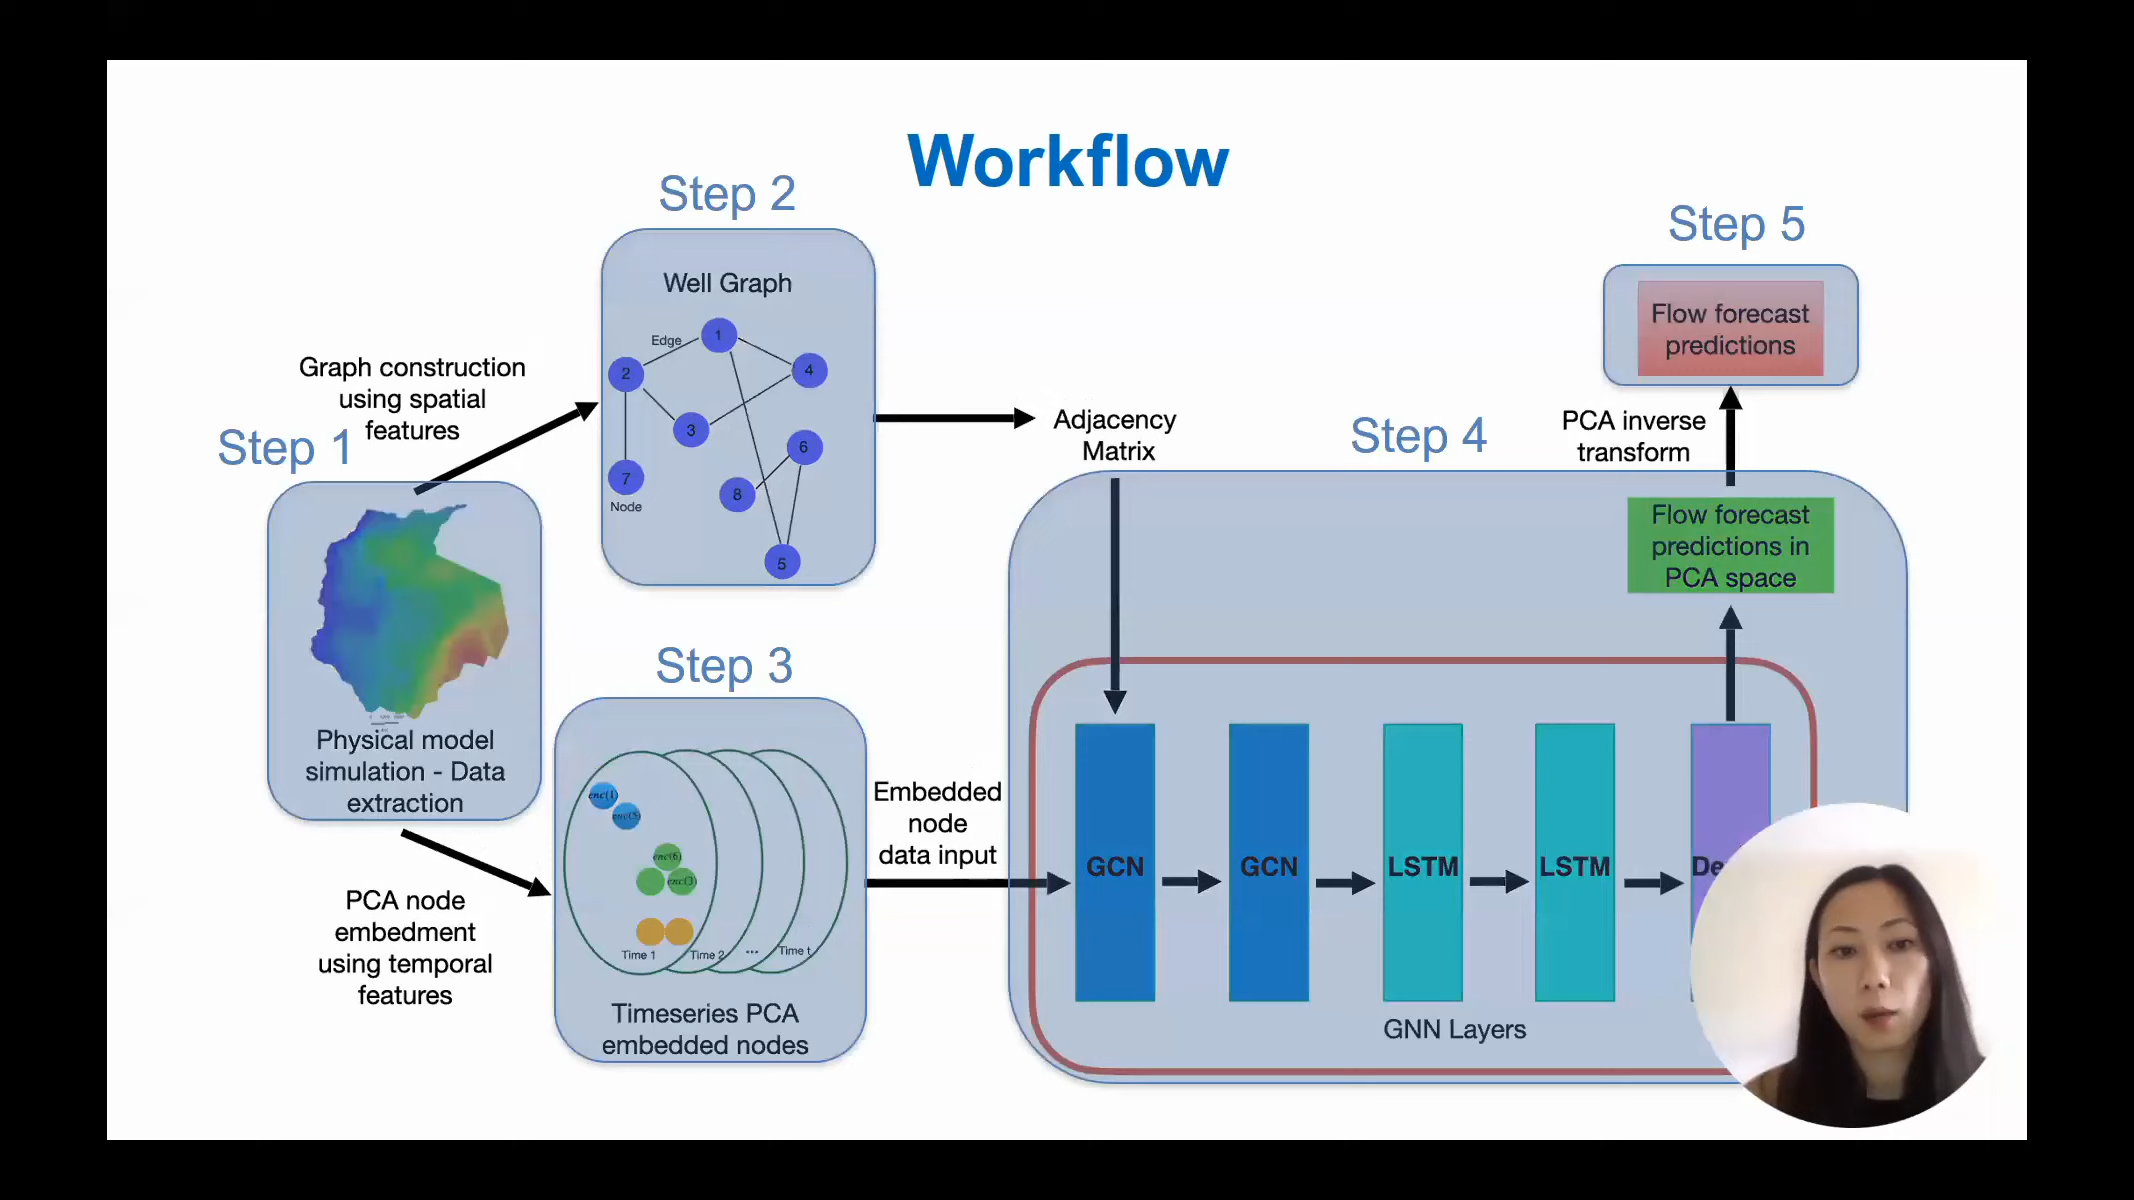 Workflow
Step 2
Step 5
Well Graph
Edge
1
2
4
3
6
7
8
Node
5
Flow forecast
predictions
Graph construction
using spatial
features
Step 1
Adjacency
Matrix
Step 4
PCA inverse
transform
Flow forecast
predictions in
PCA space
Physical model
simulation - Data
extraction
Step 3
enc(1)
enc(5)
enc(6)
Time 1
Time 2
...
Time t
Timeseries PCA
embedded nodes
PCA node
embedment
using temporal
features
Embedded
node
data input
GCN
GCN
LSTM
LSTM
De
GNN Layers